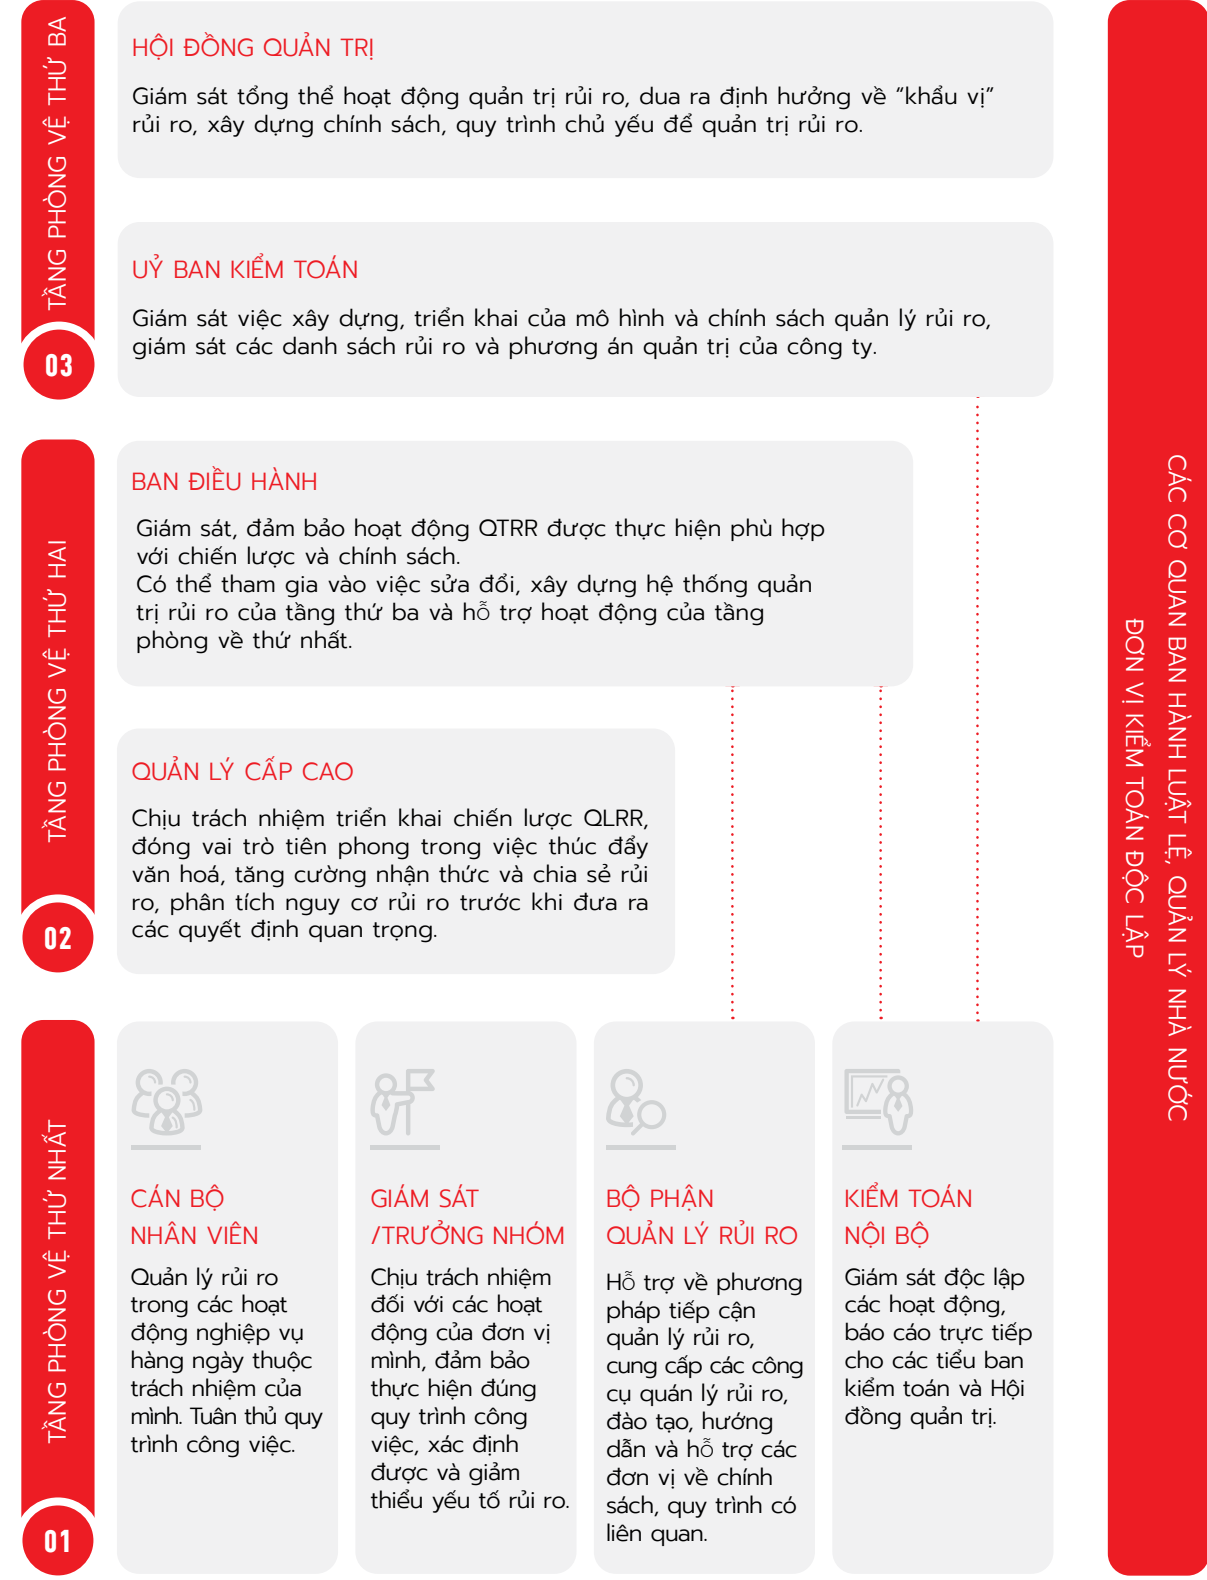 TẦNG PHÒNG VỆ THỨ BA
03
HỘI ĐỒNG QUẢN TRỊ
Giám sát tổng thể hoạt động quản trị rủi ro, dua ra định hưởng về “khẩu vị”
rủi ro, xây dựng chính sách, quy trình chủ yếu để quản trị rủi ro.
UỶ BAN KIỂM TOÁN
Giám sát việc xây dựng, triển khai của mô hình và chính sách quản lý rủi ro,
giám sát các danh sách rủi ro và phương án quản trị của công ty.
TẦNG PHÒNG VỆ THỨ HAI
02
BAN ĐIỀU HÀNH
Giám sát, đảm bảo hoạt động QTRR được thực hiện phù hợp
với chiến lược và chính sách.
Có thể tham gia vào việc sửa đổi, xây dựng hệ thống quản
trị rủi ro của tầng thứ ba và hỗ trợ hoạt động của tầng
phòng về thứ nhất.
QUẢN LÝ CẤP CAO
Chịu trách nhiệm triển khai chiến lược QLRR,
đóng vai trò tiên phong trong việc thúc đẩy
văn hoá, tăng cường nhận thức và chia sẻ rủi
ro, phân tích nguy cơ rủi ro trước khi đưa ra
các quyết định quan trọng.
TẦNG PHÒNG VỆ THỨ NHẤT
01
CÁN BỘ
NHÂN VIÊN
Quản lý rủi ro
trong các hoạt
động nghiệp vụ
hàng ngày thuộc
trách nhiệm của
mình. Tuân thủ quy
trình công việc.
GIÁM SÁT
/TRƯỞNG NHÓM
Chịu trách nhiệm
đối với các hoạt
động của đơn vị
mình, đảm bảo
thực hiện đúng
quy trình công
việc, xác định
được và giảm
thiểu yếu tố rủi ro.
BỘ PHẬN
QUẢN LÝ RỦI RO
Hỗ trợ về phương
pháp tiếp cận
quản lý rủi ro,
cung cấp các công
cụ quán lý rủi ro,
đào tạo, hướng
dẫn và hỗ trợ các
đơn vị về chính
sách, quy trình có
liên quan.
KIỂM TOÁN
NỘI BỘ
Giám sát độc lập
các hoạt động,
báo cáo trực tiếp
cho các tiểu ban
kiểm toán và Hội
đồng quản trị.
CÁC CƠ QUAN BAN HÀNH LUẬT LỆ, QUẢN LÝ NHÀ NƯỚC
ĐƠN VỊ KIỂM TOÁN ĐỘC LẬP